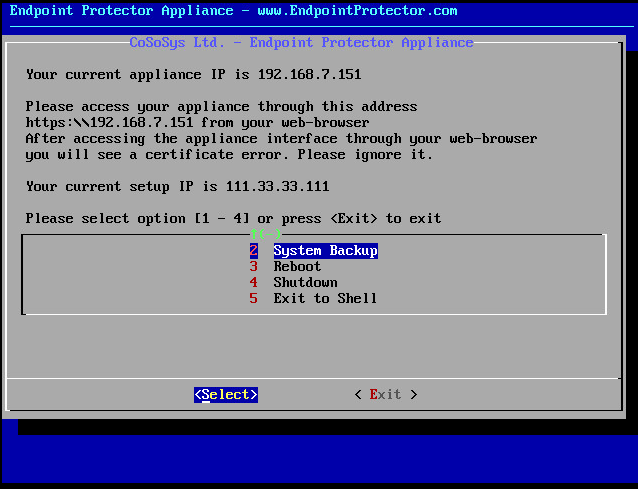 Endpoint Protector Appliance - www.EndpointProtector.com
CoSoSys Ltd. - Endpoint Protector Appliance
Your current appliance IP is 192.168.7.151
Please access your appliance through this address
https:\\192.168.7.151 from your web-browser
After accessing the appliance interface through your web-browser
you will see a certificate error. Please ignore it.
Your current setup IP is 111.33.33.111
Please select option [1 - 4] or press <Exit> to exit
↑(-)
2 System Backup
3 Reboot
4 Shutdown
5 Exit to Shell
<Select> < Exit >